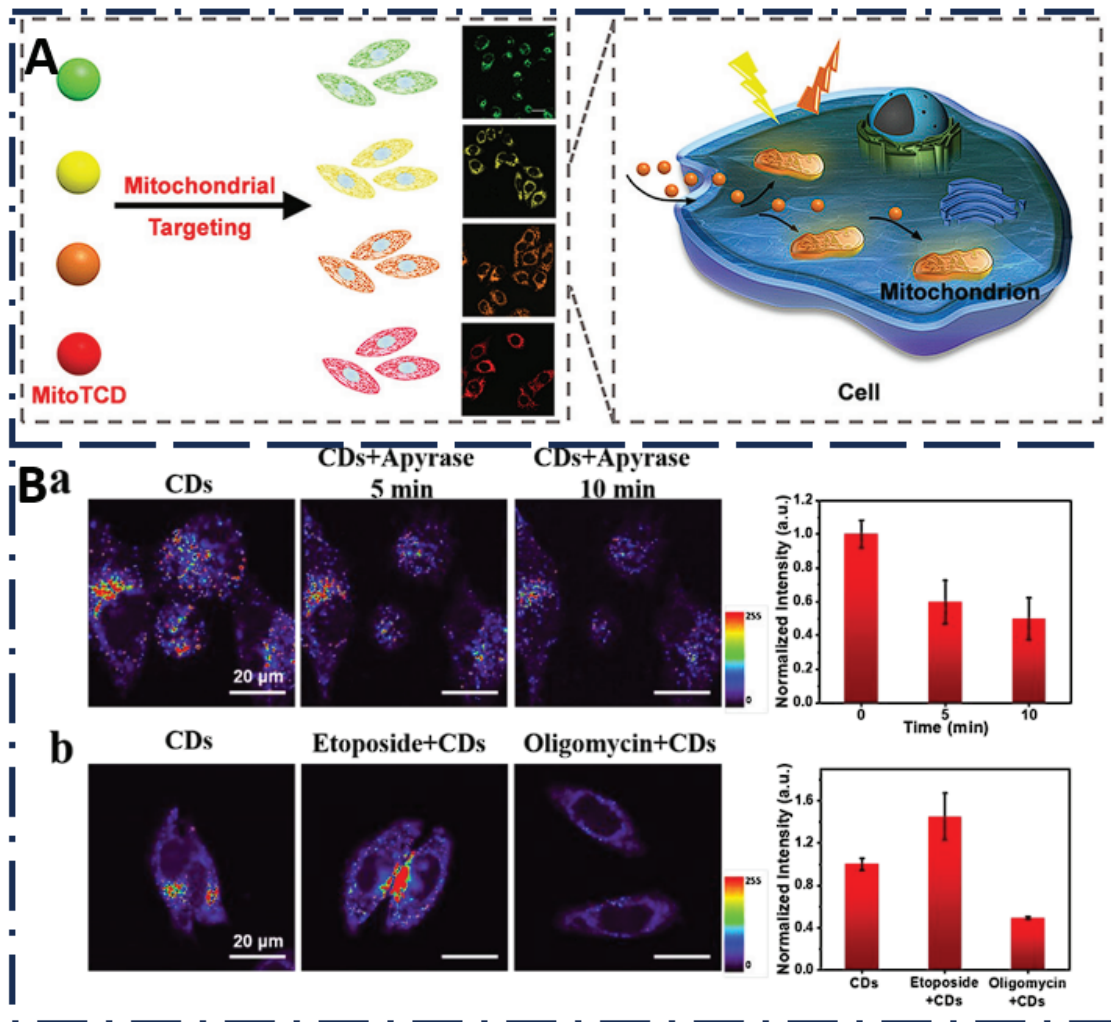 A
Mitochondrial
Targeting
MitoTCD
Mitochondrion
Cell
B
a
CDs
CDs+Apyrase
5 min
CDs+Apyrase
10 min
20 µm
255
0
Normalized Intensity (a.u.)
1.2
1.0
0.8
0.6
0.4
0.2
0.0
0
5
10
Time (min)
b
CDs
Etoposide+CDs
Oligomycin+CDs
20 µm
255
0
Normalized Intensity (a.u.)
1.6
1.2
0.8
0.4
0.0
CDs
Etoposide
+CDs
Oligomycin
+CDs